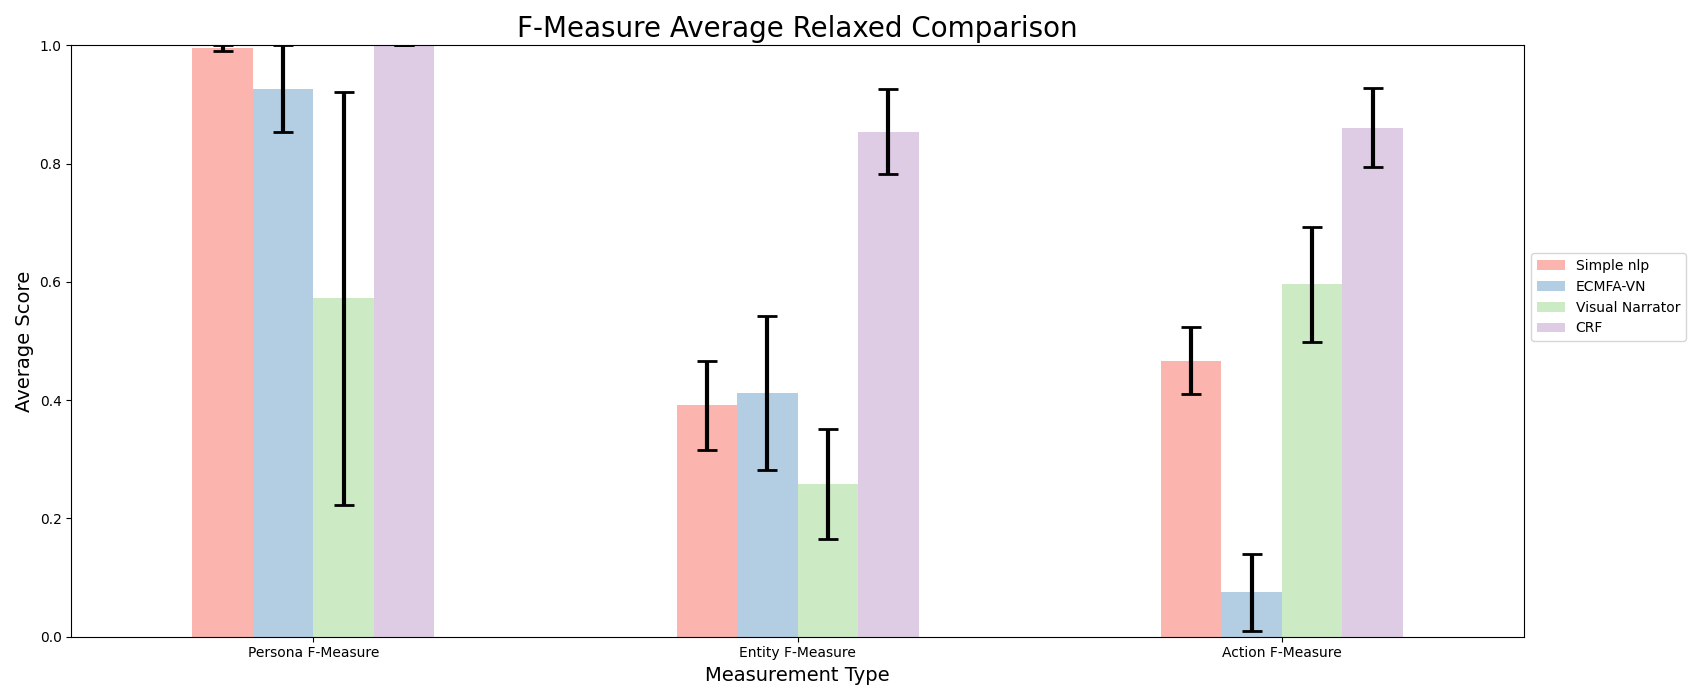 F-Measure Average Relaxed Comparison
Average Score
1.0
0.8
0.6
0.4
0.2
0.0
Persona F-Measure
Entity F-Measure
Action F-Measure
Measurement Type
Simple nlp
ECMFA-VN
Visual Narrator
CRF